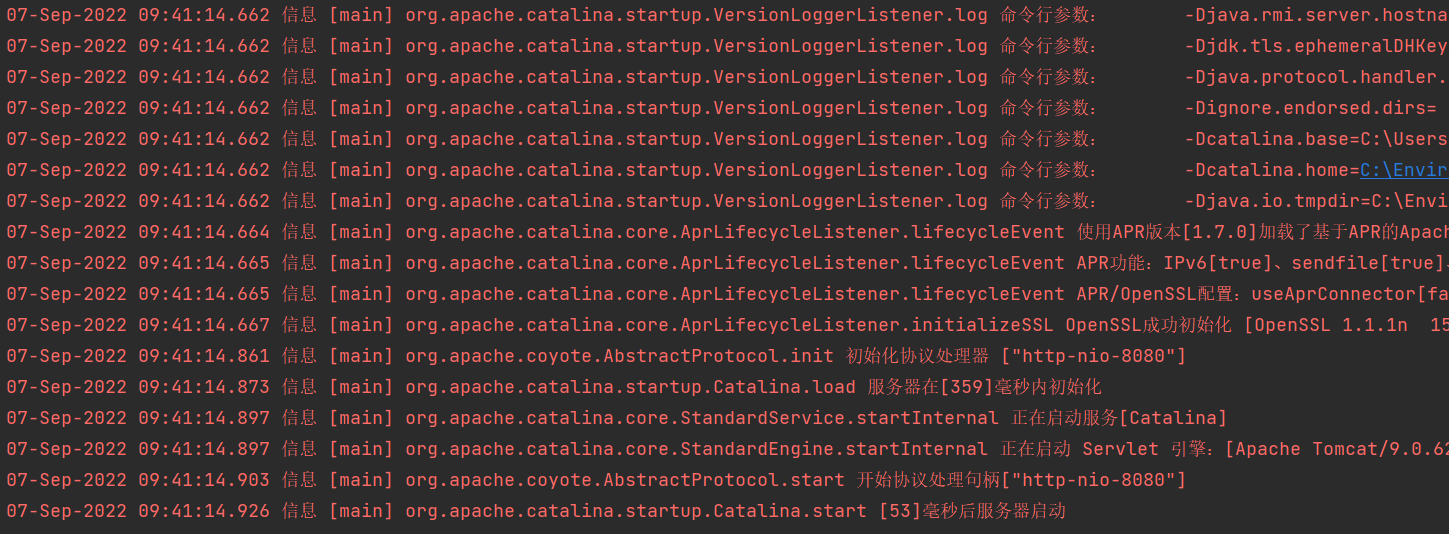 07-Sep-2022 09:41:14.662 信息 [main] org.apache.catalina.startup.VersionLoggerListener.log 命令行参数:       -Djava.rmi.server.hostna
07-Sep-2022 09:41:14.662 信息 [main] org.apache.catalina.startup.VersionLoggerListener.log 命令行参数:       -Djdk.tls.ephemeralDHKey
07-Sep-2022 09:41:14.662 信息 [main] org.apache.catalina.startup.VersionLoggerListener.log 命令行参数:       -Djava.protocol.handler.
07-Sep-2022 09:41:14.662 信息 [main] org.apache.catalina.startup.VersionLoggerListener.log 命令行参数:       -Dignore.endorsed.dirs=
07-Sep-2022 09:41:14.662 信息 [main] org.apache.catalina.startup.VersionLoggerListener.log 命令行参数:       -Dcatalina.base=C:\Users
07-Sep-2022 09:41:14.662 信息 [main] org.apache.catalina.startup.VersionLoggerListener.log 命令行参数:       -Dcatalina.home=C:\Envir
07-Sep-2022 09:41:14.662 信息 [main] org.apache.catalina.startup.VersionLoggerListener.log 命令行参数:       -Djava.io.tmpdir=C:\Envi
07-Sep-2022 09:41:14.664 信息 [main] org.apache.catalina.core.AprLifecycleListener.lifecycleEvent 使用APR版本[1.7.0]加载了基于APR的Apach
07-Sep-2022 09:41:14.665 信息 [main] org.apache.catalina.core.AprLifecycleListener.lifecycleEvent APR功能:IPv6[true]、sendfile[true]、
07-Sep-2022 09:41:14.665 信息 [main] org.apache.catalina.core.AprLifecycleListener.lifecycleEvent APR/OpenSSL配置:useAprConnector[fa
07-Sep-2022 09:41:14.667 信息 [main] org.apache.catalina.core.AprLifecycleListener.initializeSSL OpenSSL成功初始化 [OpenSSL 1.1.1n  15
07-Sep-2022 09:41:14.861 信息 [main] org.apache.coyote.AbstractProtocol.init 初始化协议处理器 ["http-nio-8080"]
07-Sep-2022 09:41:14.873 信息 [main] org.apache.catalina.startup.Catalina.load 服务器在[359]毫秒内初始化
07-Sep-2022 09:41:14.897 信息 [main] org.apache.catalina.core.StandardService.startInternal 正在启动服务[Catalina]
07-Sep-2022 09:41:14.897 信息 [main] org.apache.catalina.core.StandardEngine.startInternal 正在启动 Servlet 引擎:[Apache Tomcat/9.0.62
07-Sep-2022 09:41:14.903 信息 [main] org.apache.coyote.AbstractProtocol.start 开始协议处理句柄["http-nio-8080"]
07-Sep-2022 09:41:14.926 信息 [main] org.apache.catalina.startup.Catalina.start [53]毫秒后服务器启动